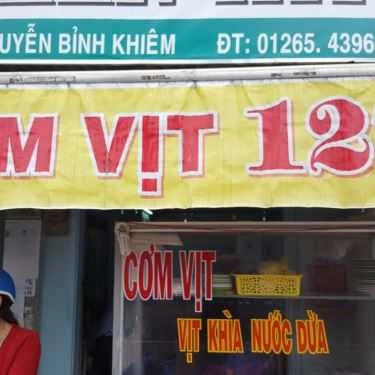 UYỄN BỈNH KHIÊM ĐT: 01265. 4396
M VỊT 12
CƠM VỊT
VỊT KHÌA NƯỚC DỪA